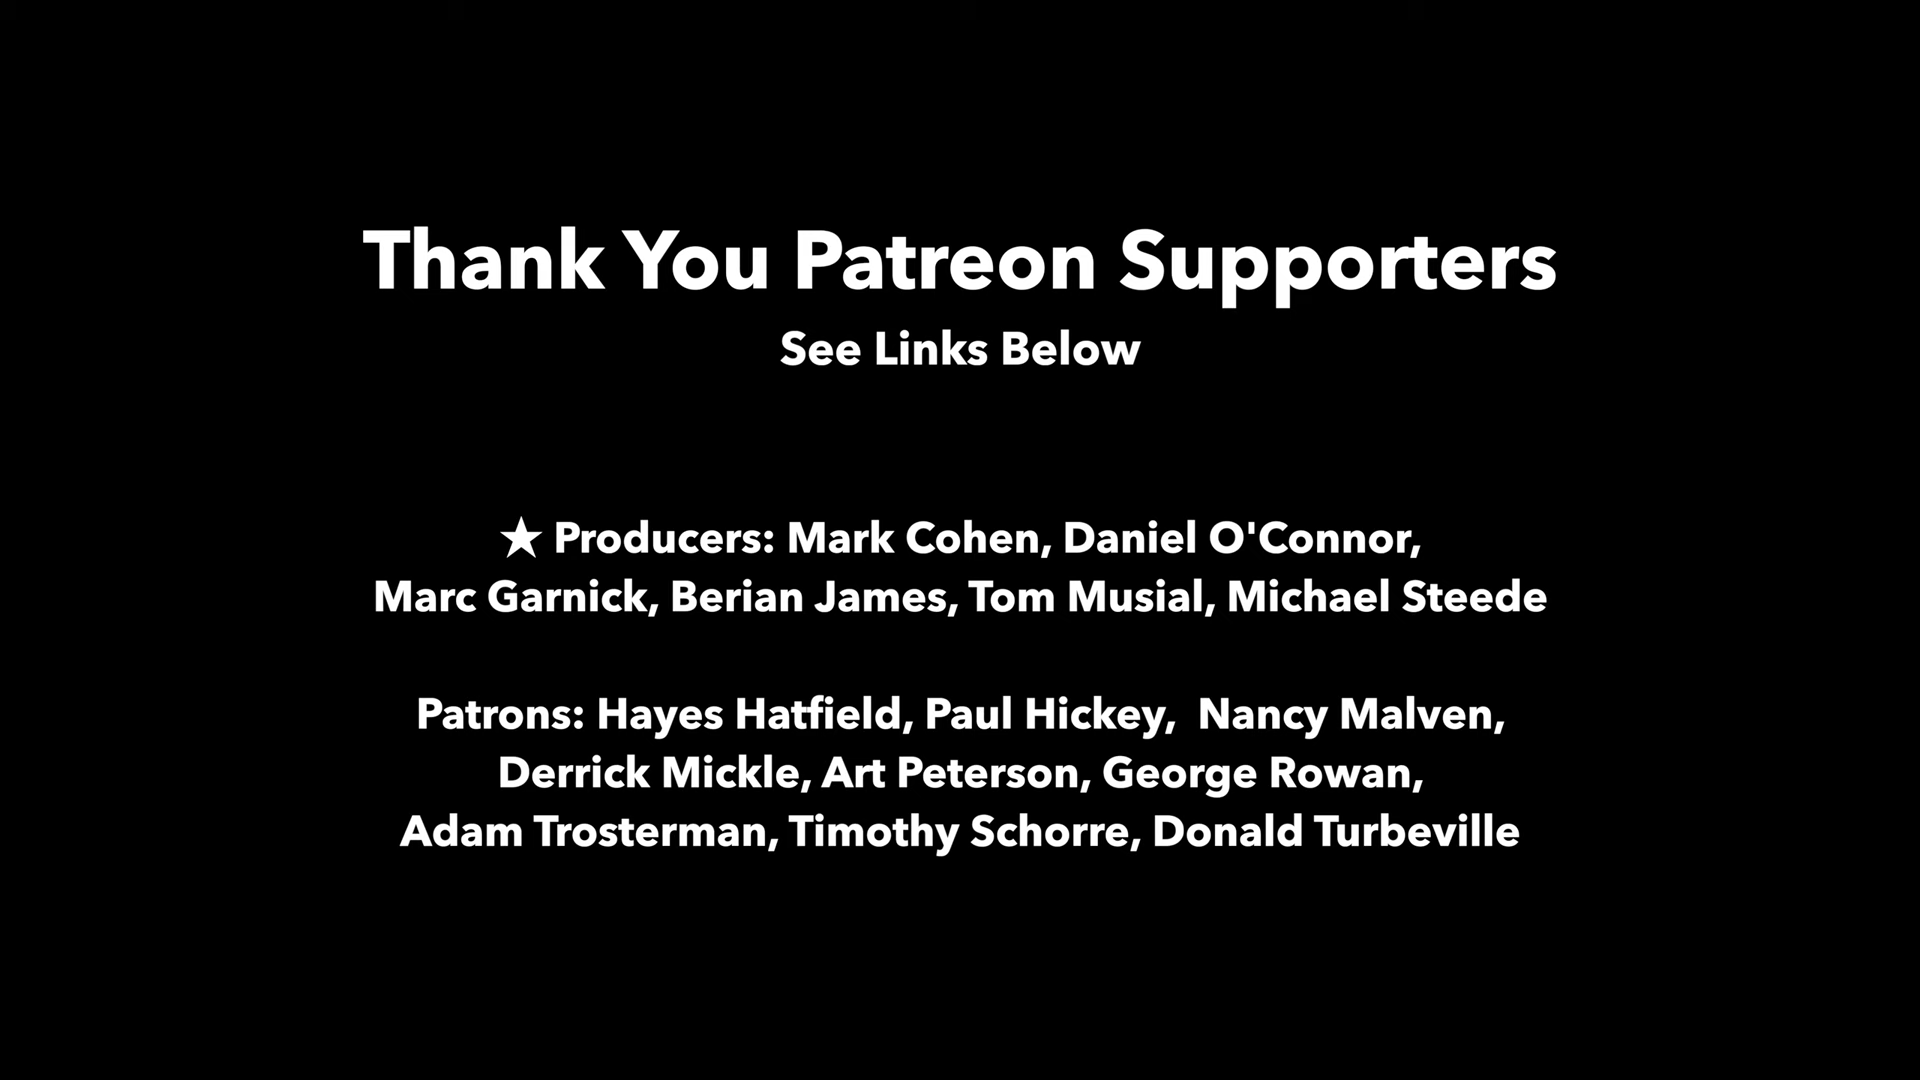 Thank You Patreon Supporters
See Links Below
★ Producers: Mark Cohen, Daniel O'Connor,
Marc Garnick, Berian James, Tom Musial, Michael Steede
Patrons: Hayes Hatfield, Paul Hickey,  Nancy Malven,
Derrick Mickle, Art Peterson, George Rowan,
Adam Trosterman, Timothy Schorre, Donald Turbeville